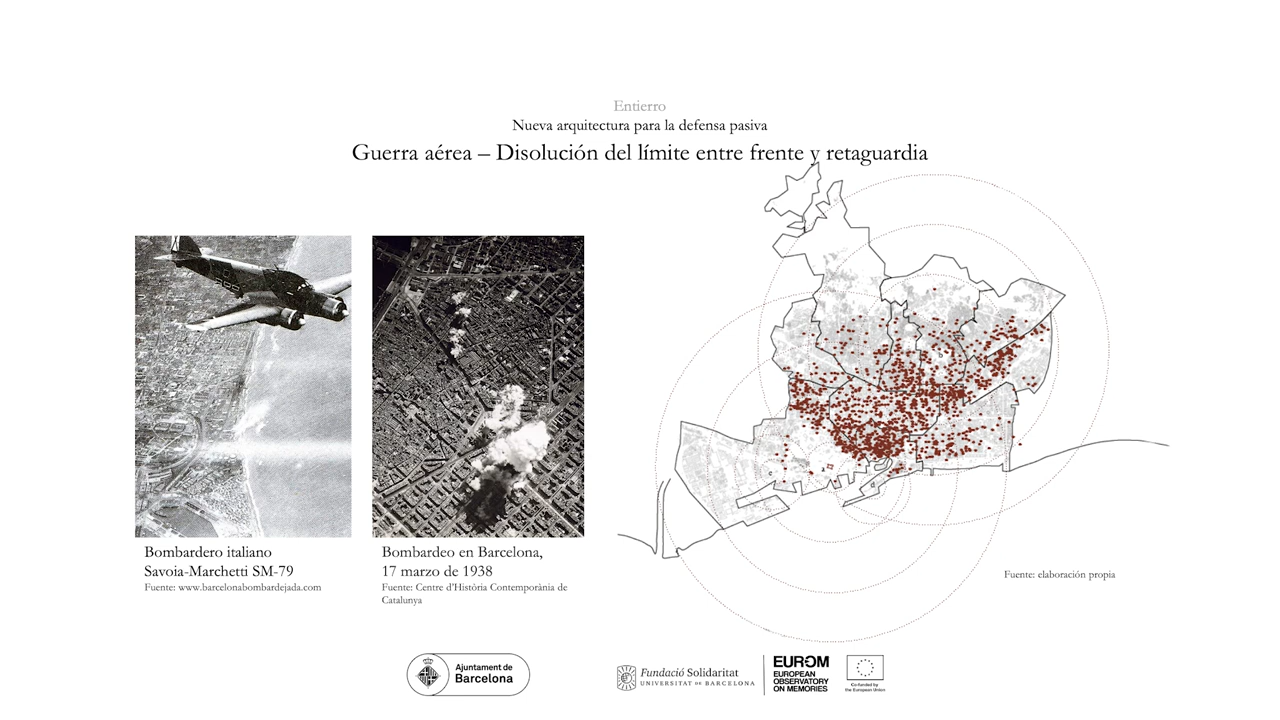 Entierro
Nueva arquitectura para la defensa pasiva
Guerra aérea – Disolución del límite entre frente y retaguardia
Bombardero italiano
Savoia-Marchetti SM-79
Fuente: www.barcelonabombardejada.com
Bombardeo en Barcelona,
17 marzo de 1938
Fuente: Centre d'Història Contemporània de
Catalunya
Fuente: elaboración propia
Ajuntament de
Barcelona
Fundació Solidaritat
UNIVERSITAT DE BARCELONA
EUROM
EUROPEAN
OBSERVATORY
ON MEMORIES
Co-funded by
the European Union